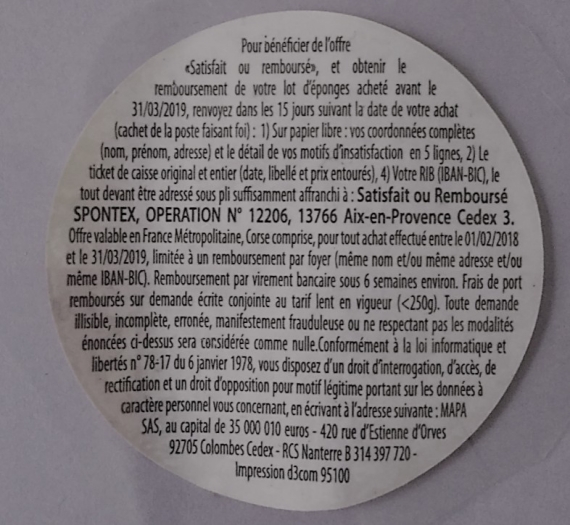 Pour bénéficier de l'offre
«Satisfait ou remboursé», et obtenir le
remboursement de votre lot d'éponges acheté avant le
31/03/2019, renvoyez dans les 15 jours suivant la date de votre achat
(cachet de la poste faisant foi) : 1) Sur papier libre : vos coordonnées complètes
(nom, prénom, adresse) et le détail de vos motifs d'insatisfaction en 5 lignes, 2) Le
ticket de caisse original et entier (date, libellé et prix entourés), 4) Votre RIB (IBAN-BIC), le
tout devant être adressé sous pli suffisamment affranchi à : Satisfait ou Remboursé
SPONTEX, OPERATION N° 12206, 13766 Aix-en-Provence Cedex 3.
Offre valable en France Métropolitaine, Corse comprise, pour tout achat effectué entre le 01/02/2018
et le 31/03/2019, limitée à un remboursement par foyer (même nom et/ou même adresse et/ou
même IBAN-BIC). Remboursement par virement bancaire sous 6 semaines environ. Frais de port
remboursés sur demande écrite conjointe au tarif lent en vigueur (<250g). Toute demande
illisible, incomplète, erronée, manifestement frauduleuse ou ne respectant pas les modalités
énoncées ci-dessus sera considérée comme nulle.Conformément à la loi informatique et
libertés n° 78-17 du 6 janvier 1978, vous disposez d'un droit d'interrogation, d'accès, de
rectification et un droit d'opposition pour motif légitime portant sur les données à
caractère personnel vous concernant, en écrivant à l'adresse suivante : MAPA
SAS, au capital de 35 000 010 euros - 420 rue d'Estienne d'Orves
92705 Colombes Cedex - RCS Nanterre B 314 397 720 -
Impression d3com 95100